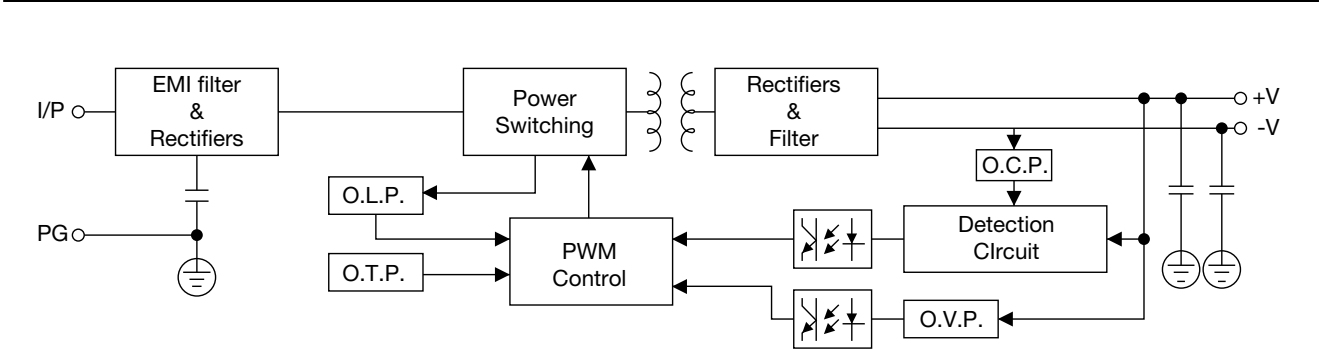 I/P
EMI filter
&
Rectifiers
Power
Switching
Rectifiers
&
Filter
+V
-V
O.C.P.
O.L.P.
PG
PWM
Control
Detection
CIrcuit
O.T.P.
O.V.P.